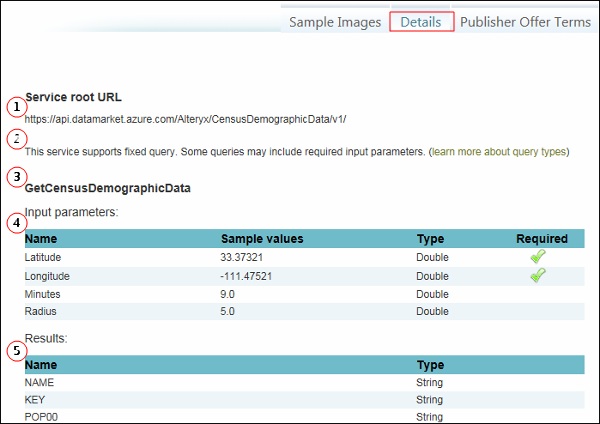 Sample Images Details Publisher Offer Terms
Service root URL
1
https://api.datamarket.azure.com/Alteryx/CensusDemographicData/v1/
2
This service supports fixed query. Some queries may include required input parameters. (learn more about query types)
3
GetCensusDemographicData
Input parameters:
4
Name Sample values Type Required
Latitude 33.37321 Double
Longitude -111.47521 Double
Minutes 9.0 Double
Radius 5.0 Double
Results:
5
Name Type
NAME String
KEY String
POP00 String